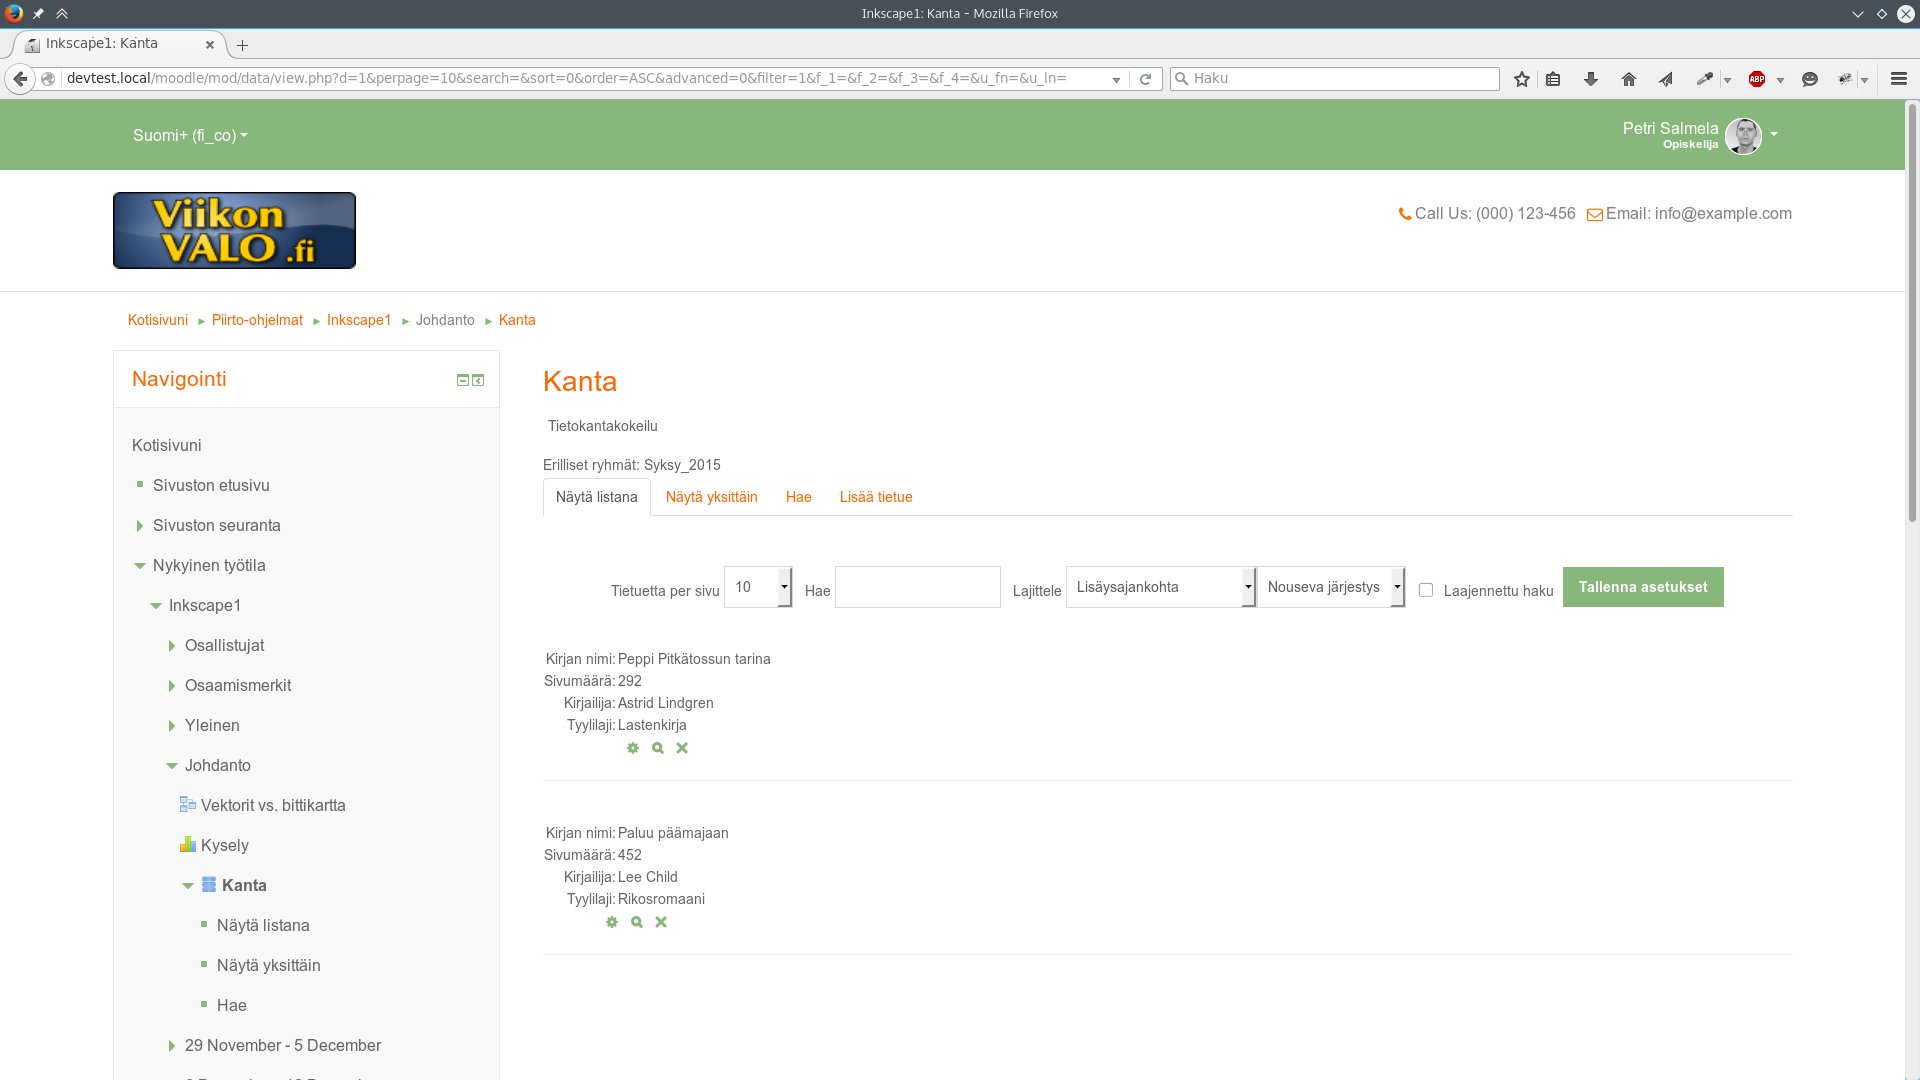 Inkscape1: Kanta - Mozilla Firefox
Inkscape1: Kanta
devtest.local/moodle/mod/data/view.php?d=1&perpage=10&search=&sort=0&order=ASC&advanced=0&filter=1&f_1=&f_2=&f_3=&f_4=&u_fn=&u_ln=
Haku
ABP
Suomi+ (fi_co)
Petri Salmela
Opiskelija
Viikon
VALO.fi
Call Us: (000) 123-456 Email: info@example.com
Kotisivuni Piirto-ohjelmat Inkscape1 Johdanto Kanta
Navigointi
Kotisivuni
Sivuston etusivu
Sivuston seuranta
Nykyinen työtila
Inkscape1
Osallistujat
Osaamismerkit
Yleinen
Johdanto
Vektorit vs. bittikartta
Kysely
Kanta
Näytä listana
Näytä yksittäin
Hae
29 November - 5 December
Kanta
Tietokantakokeilu
Erilliset ryhmät: Syksy_2015
Näytä listana Näytä yksittäin Hae Lisää tietue
Tietuetta per sivu 10 Hae Lajittele Lisäysajankohta Nouseva järjestys Laajennettu haku Tallenna asetukset
Kirjan nimi: Peppi Pitkätossun tarina
Sivumäärä: 292
Kirjailija: Astrid Lindgren
Tyylilaji: Lastenkirja
Kirjan nimi: Paluu päämajaan
Sivumäärä: 452
Kirjailija: Lee Child
Tyylilaji: Rikosromaani